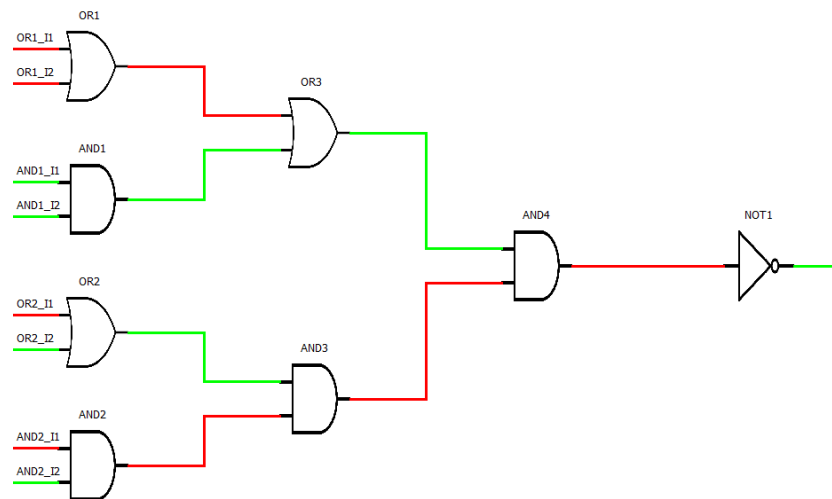 OR1
OR1_I1
OR1_I2
OR3
AND1
AND1_I1
AND1_I2
AND4
NOT1
OR2
OR2_I1
OR2_I2
AND3
AND2
AND2_I1
AND2_I2